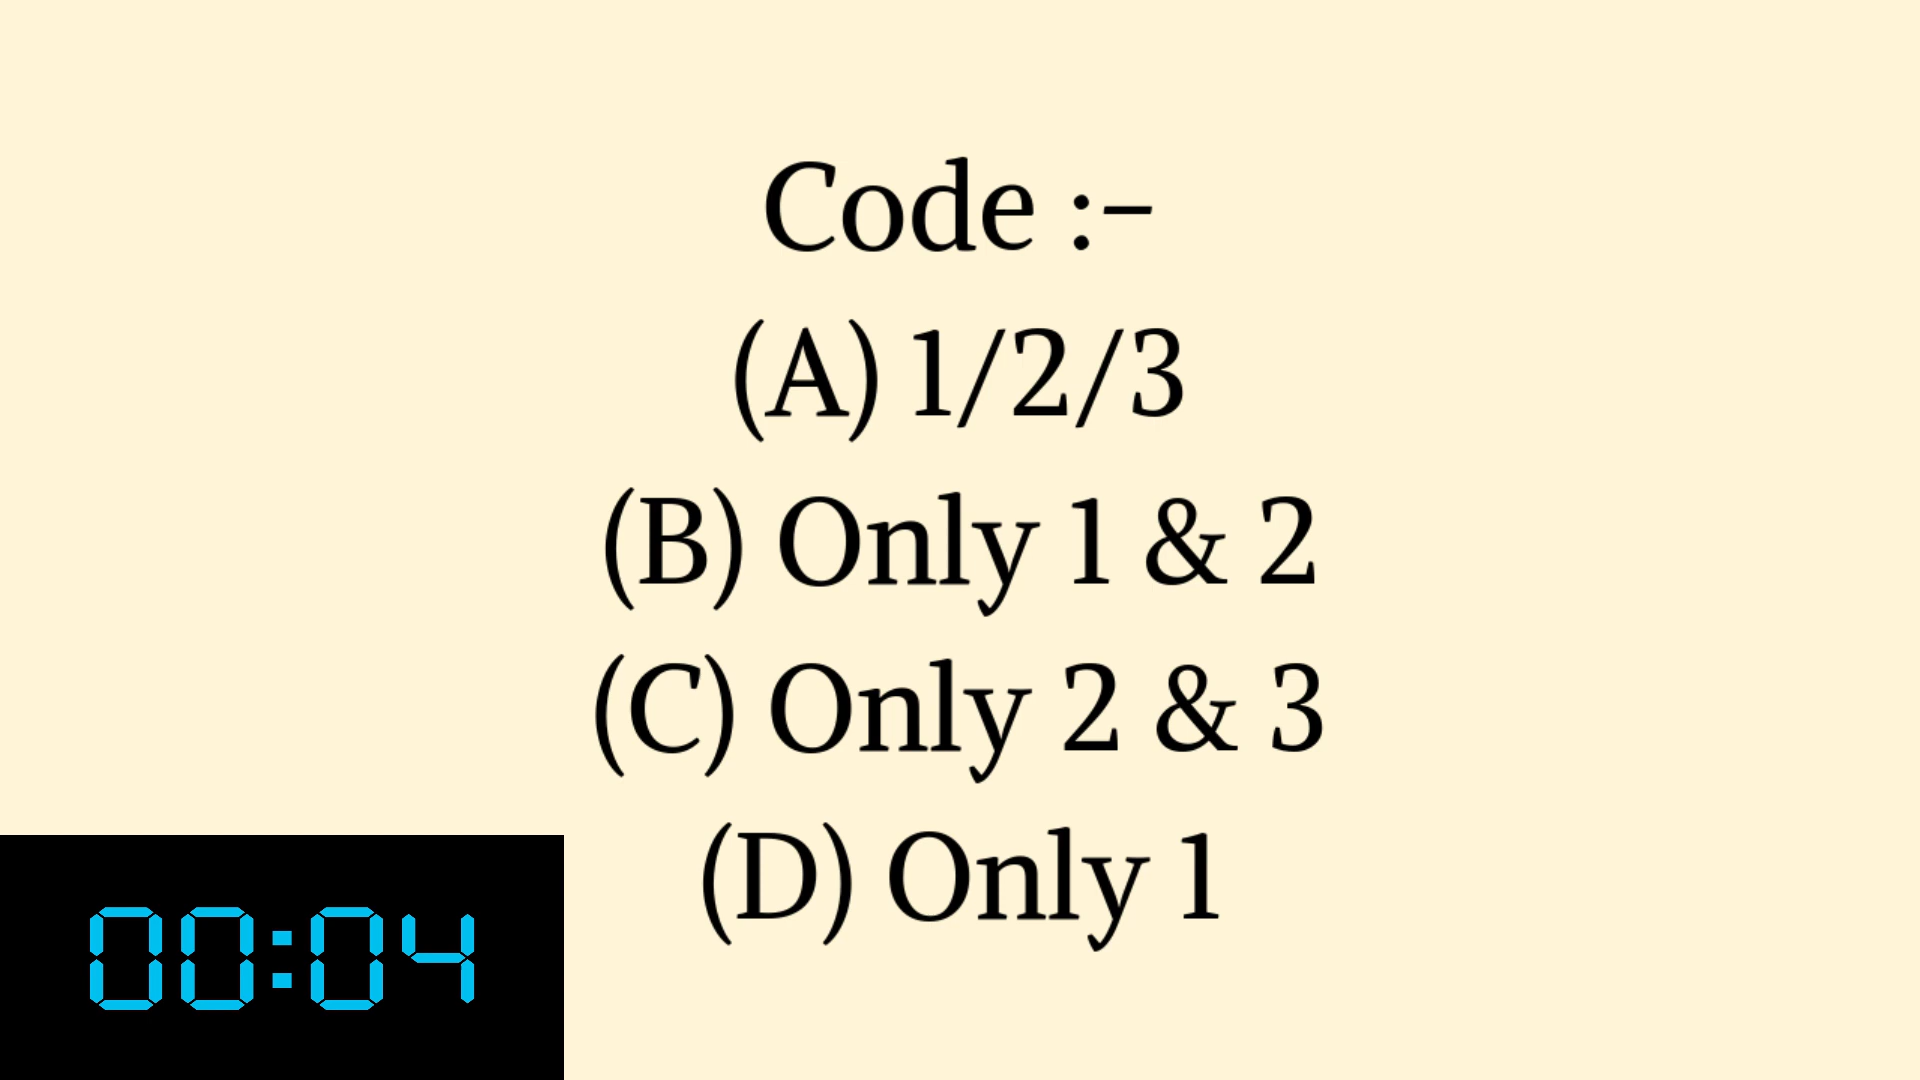 Code :–
(A) 1/2/3
(B) Only 1 & 2
(C) Only 2 & 3
(D) Only 1
00:04